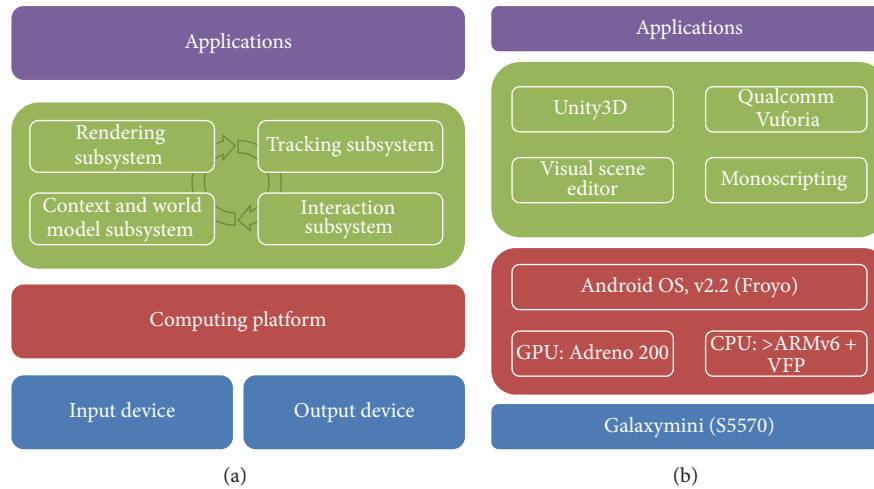 Applications
Rendering
subsystem
Tracking subsystem
Context and world
model subsystem
Interaction
subsystem
Computing platform
Input device
Output device
(a)
Applications
Unity3D
Qualcomm
Vuforia
Visual scene
editor
Monoscripting
Android OS, v2.2 (Froyo)
GPU: Adreno 200
CPU: >ARMv6 +
VFP
Galaxymini (S5570)
(b)